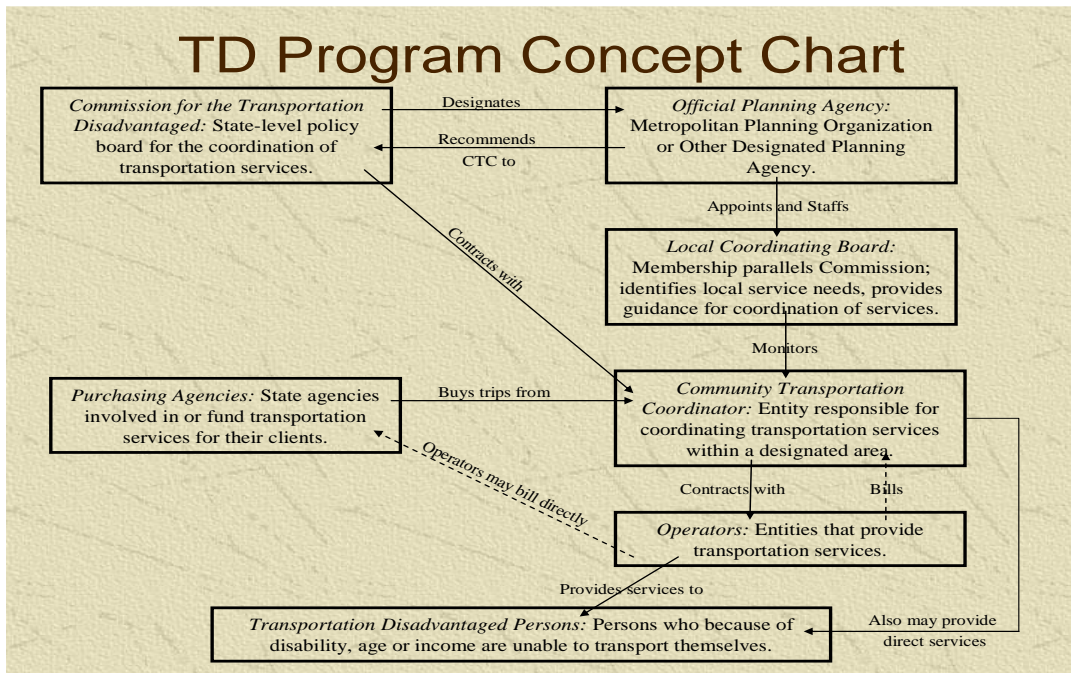 TD Program Concept Chart
Commission for the Transportation
Disadvantaged: State-level policy
board for the coordination of
transportation services.
Designates
Recommends
CTC to
Official Planning Agency:
Metropolitan Planning Organization
or Other Designated Planning
Agency.
Appoints and Staffs
Contracts with
Local Coordinating Board:
Membership parallels Commission;
identifies local service needs, provides
guidance for coordination of services.
Monitors
Purchasing Agencies: State agencies
involved in or fund transportation
services for their clients.
Buys trips from
Community Transportation
Coordinator: Entity responsible for
coordinating transportation services
within a designated area.
Operators may bill directly
Contracts with
Bills
Operators: Entities that provide
transportation services.
Provides services to
Transportation Disadvantaged Persons: Persons who because of
disability, age or income are unable to transport themselves.
Also may provide
direct services